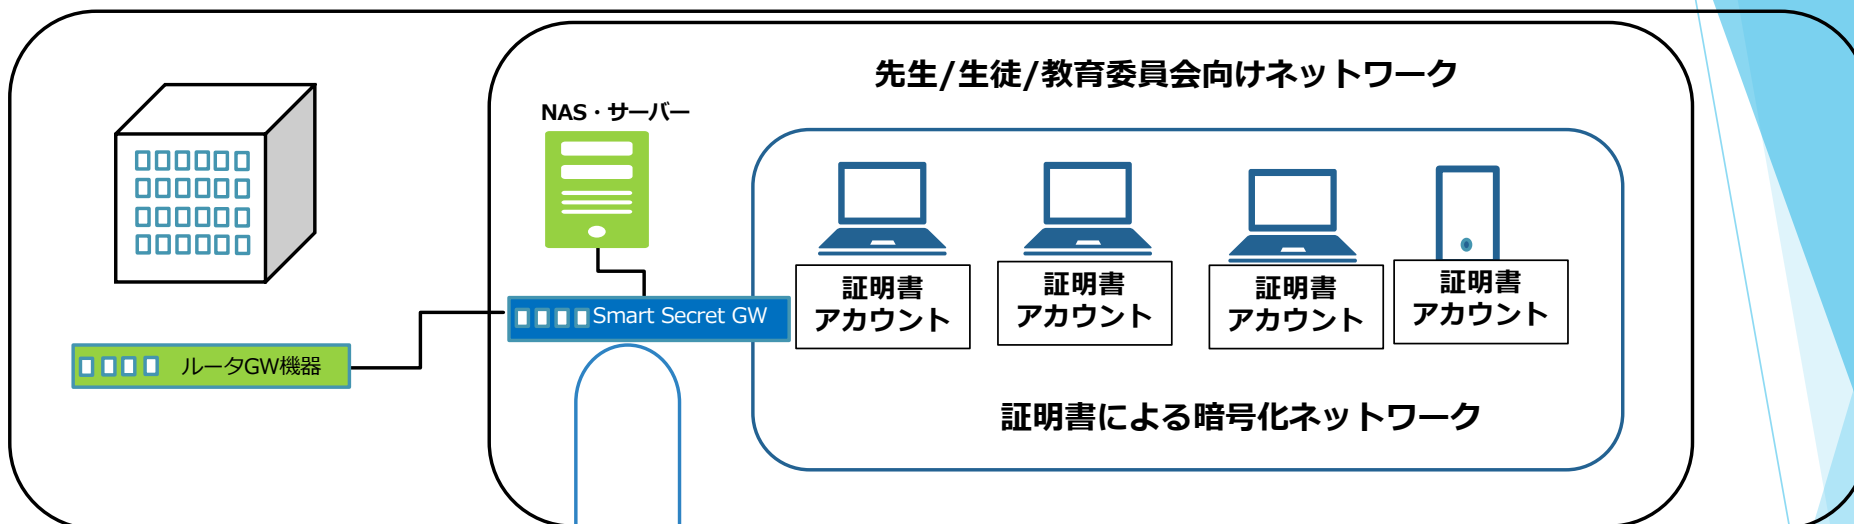 先生/生徒/教育委員会向けネットワーク
NAS・サーバー
Smart Secret GW
ルータGW機器
証明書
アカウント
証明書
アカウント
証明書
アカウント
証明書
アカウント
証明書による暗号化ネットワーク